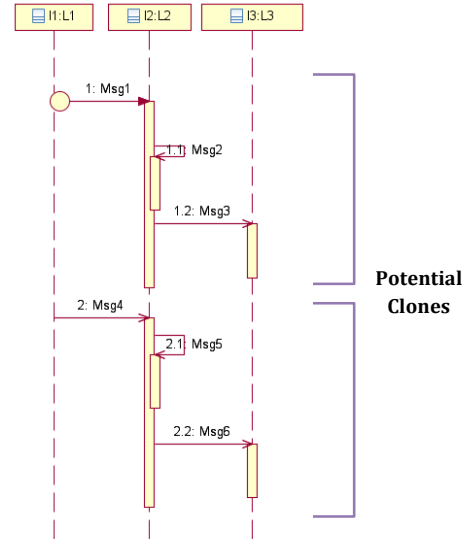 I1:L1
I2:L2
I3:L3
1: Msg1
1.1: Msg2
1.2: Msg3
Potential
Clones
2: Msg4
2.1: Msg5
2.2: Msg6